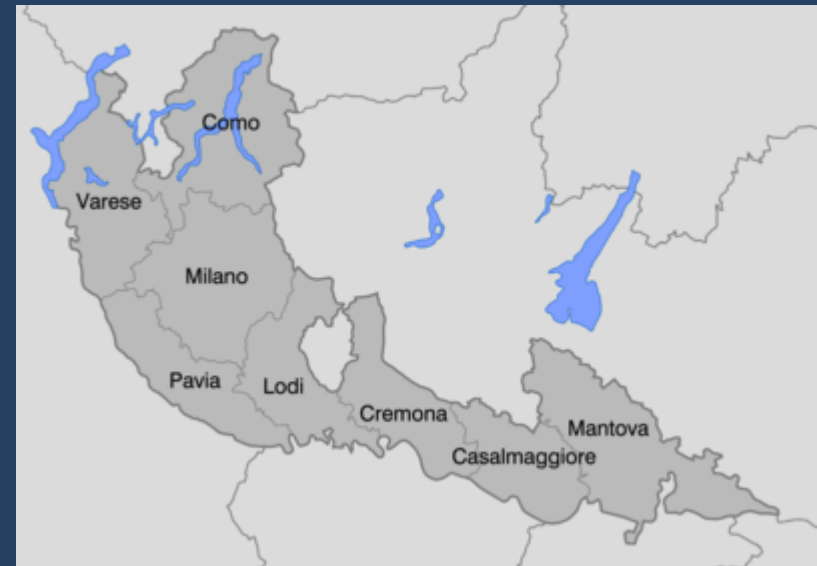 Como
Varese
Milano
Pavia
Lodi
Cremona
Mantova
Casalmaggiore